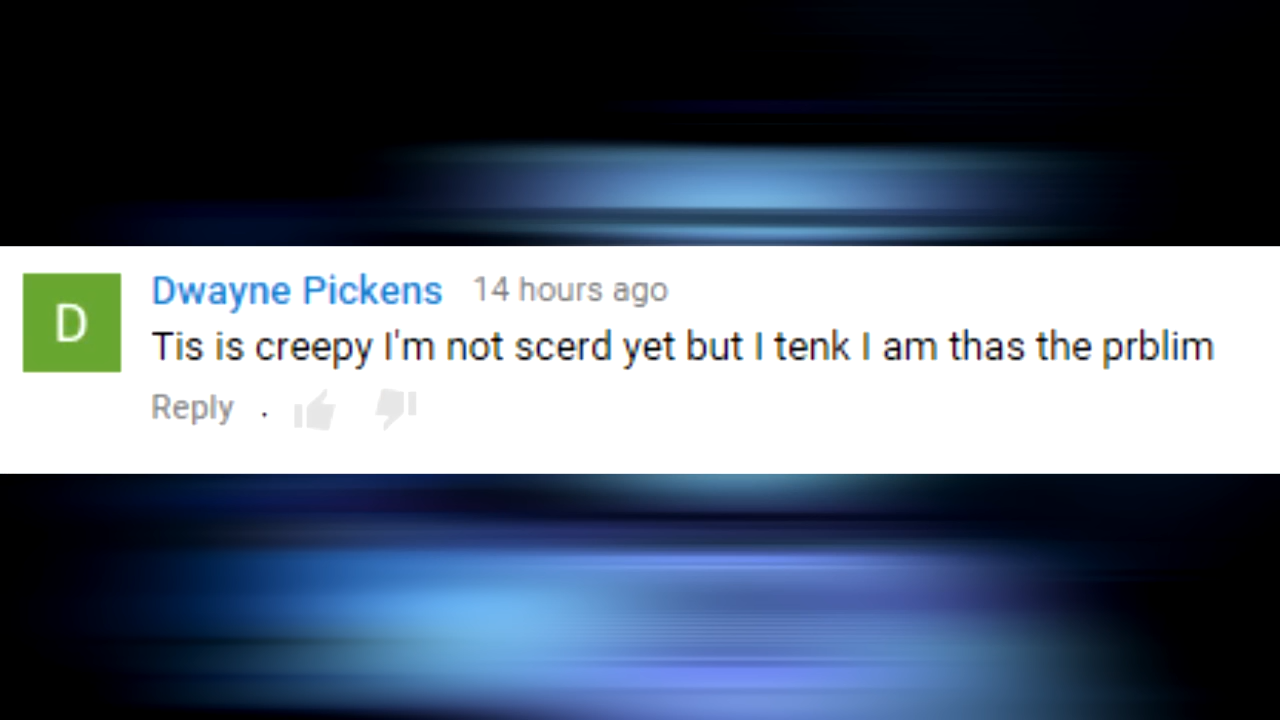 D
Dwayne Pickens 14 hours ago
Tis is creepy I'm not scerd yet but I tenk I am thas the prblim
Reply .